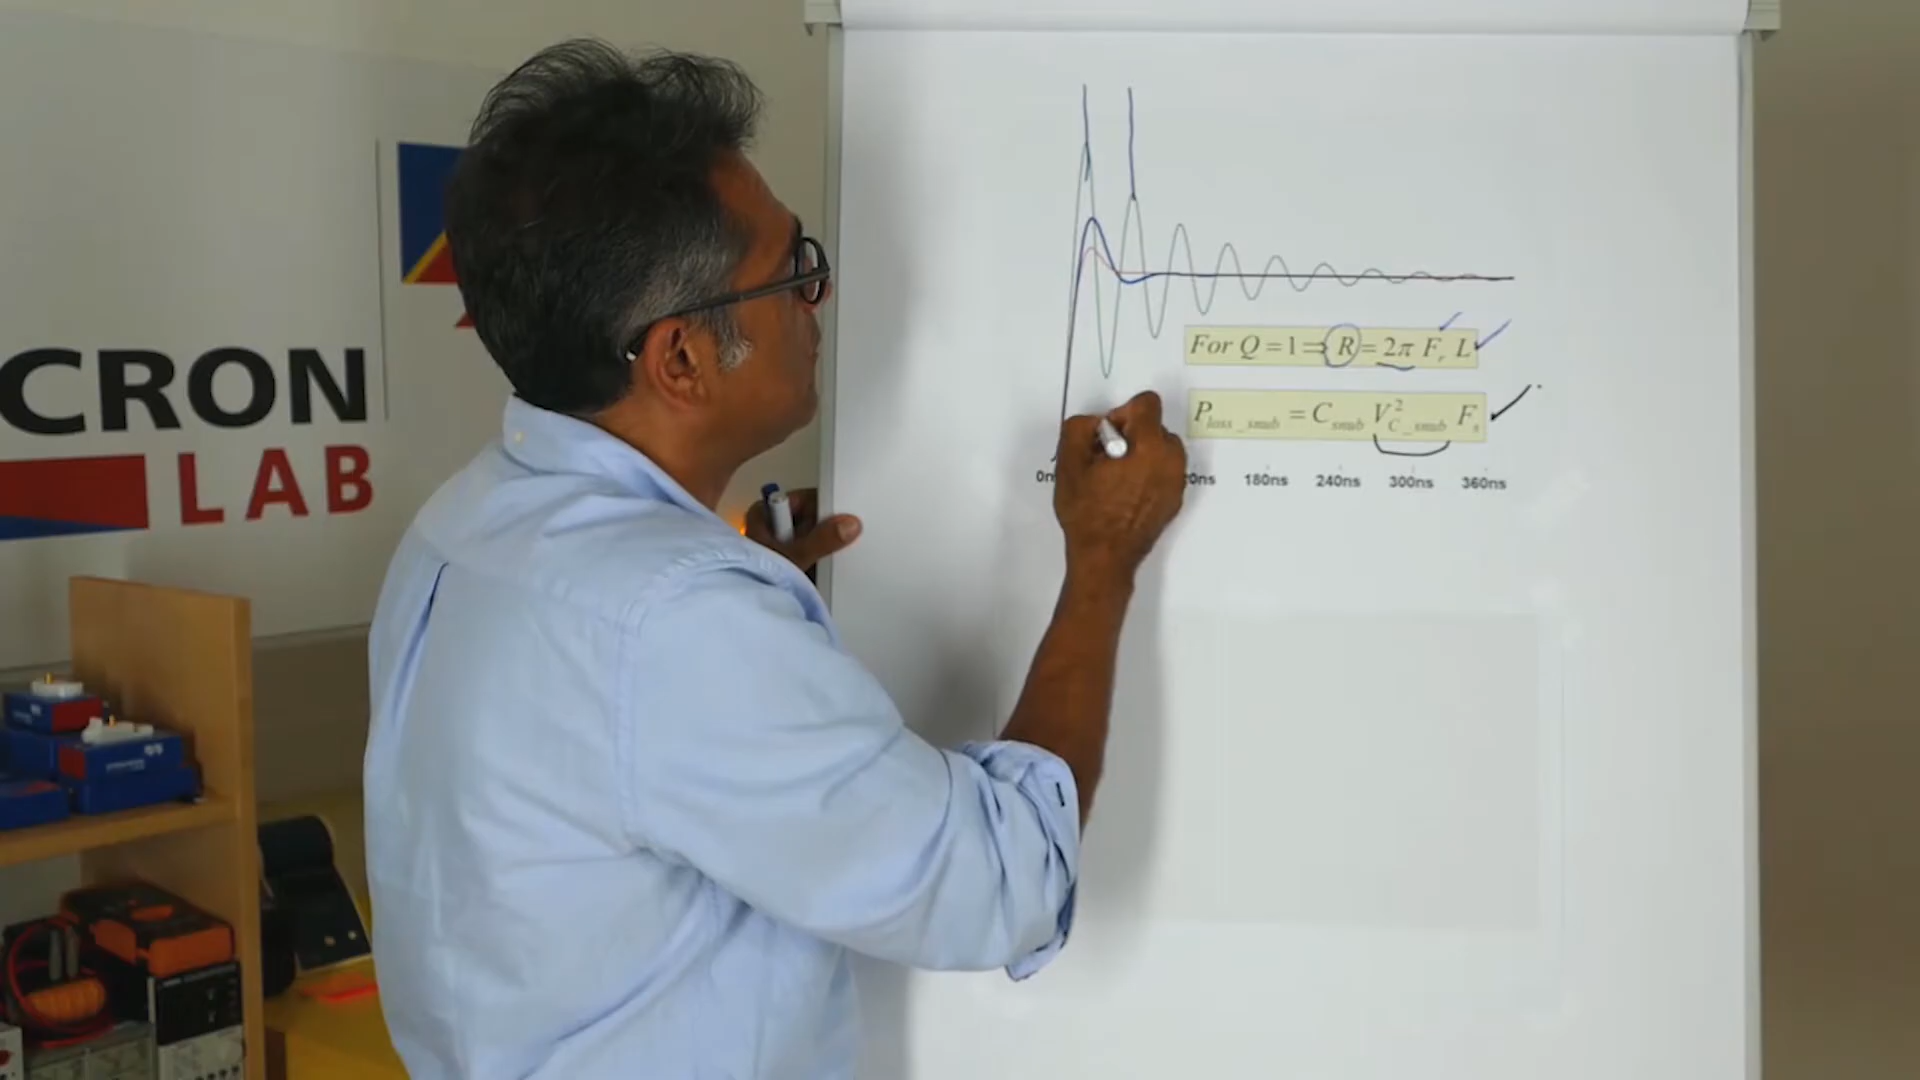 CRON
LAB
For Q = 1 ⇒ R = 2π F_r L
P_loss_snub = C_snub V²_C_snub F_s
180ns 240ns 300ns 360ns